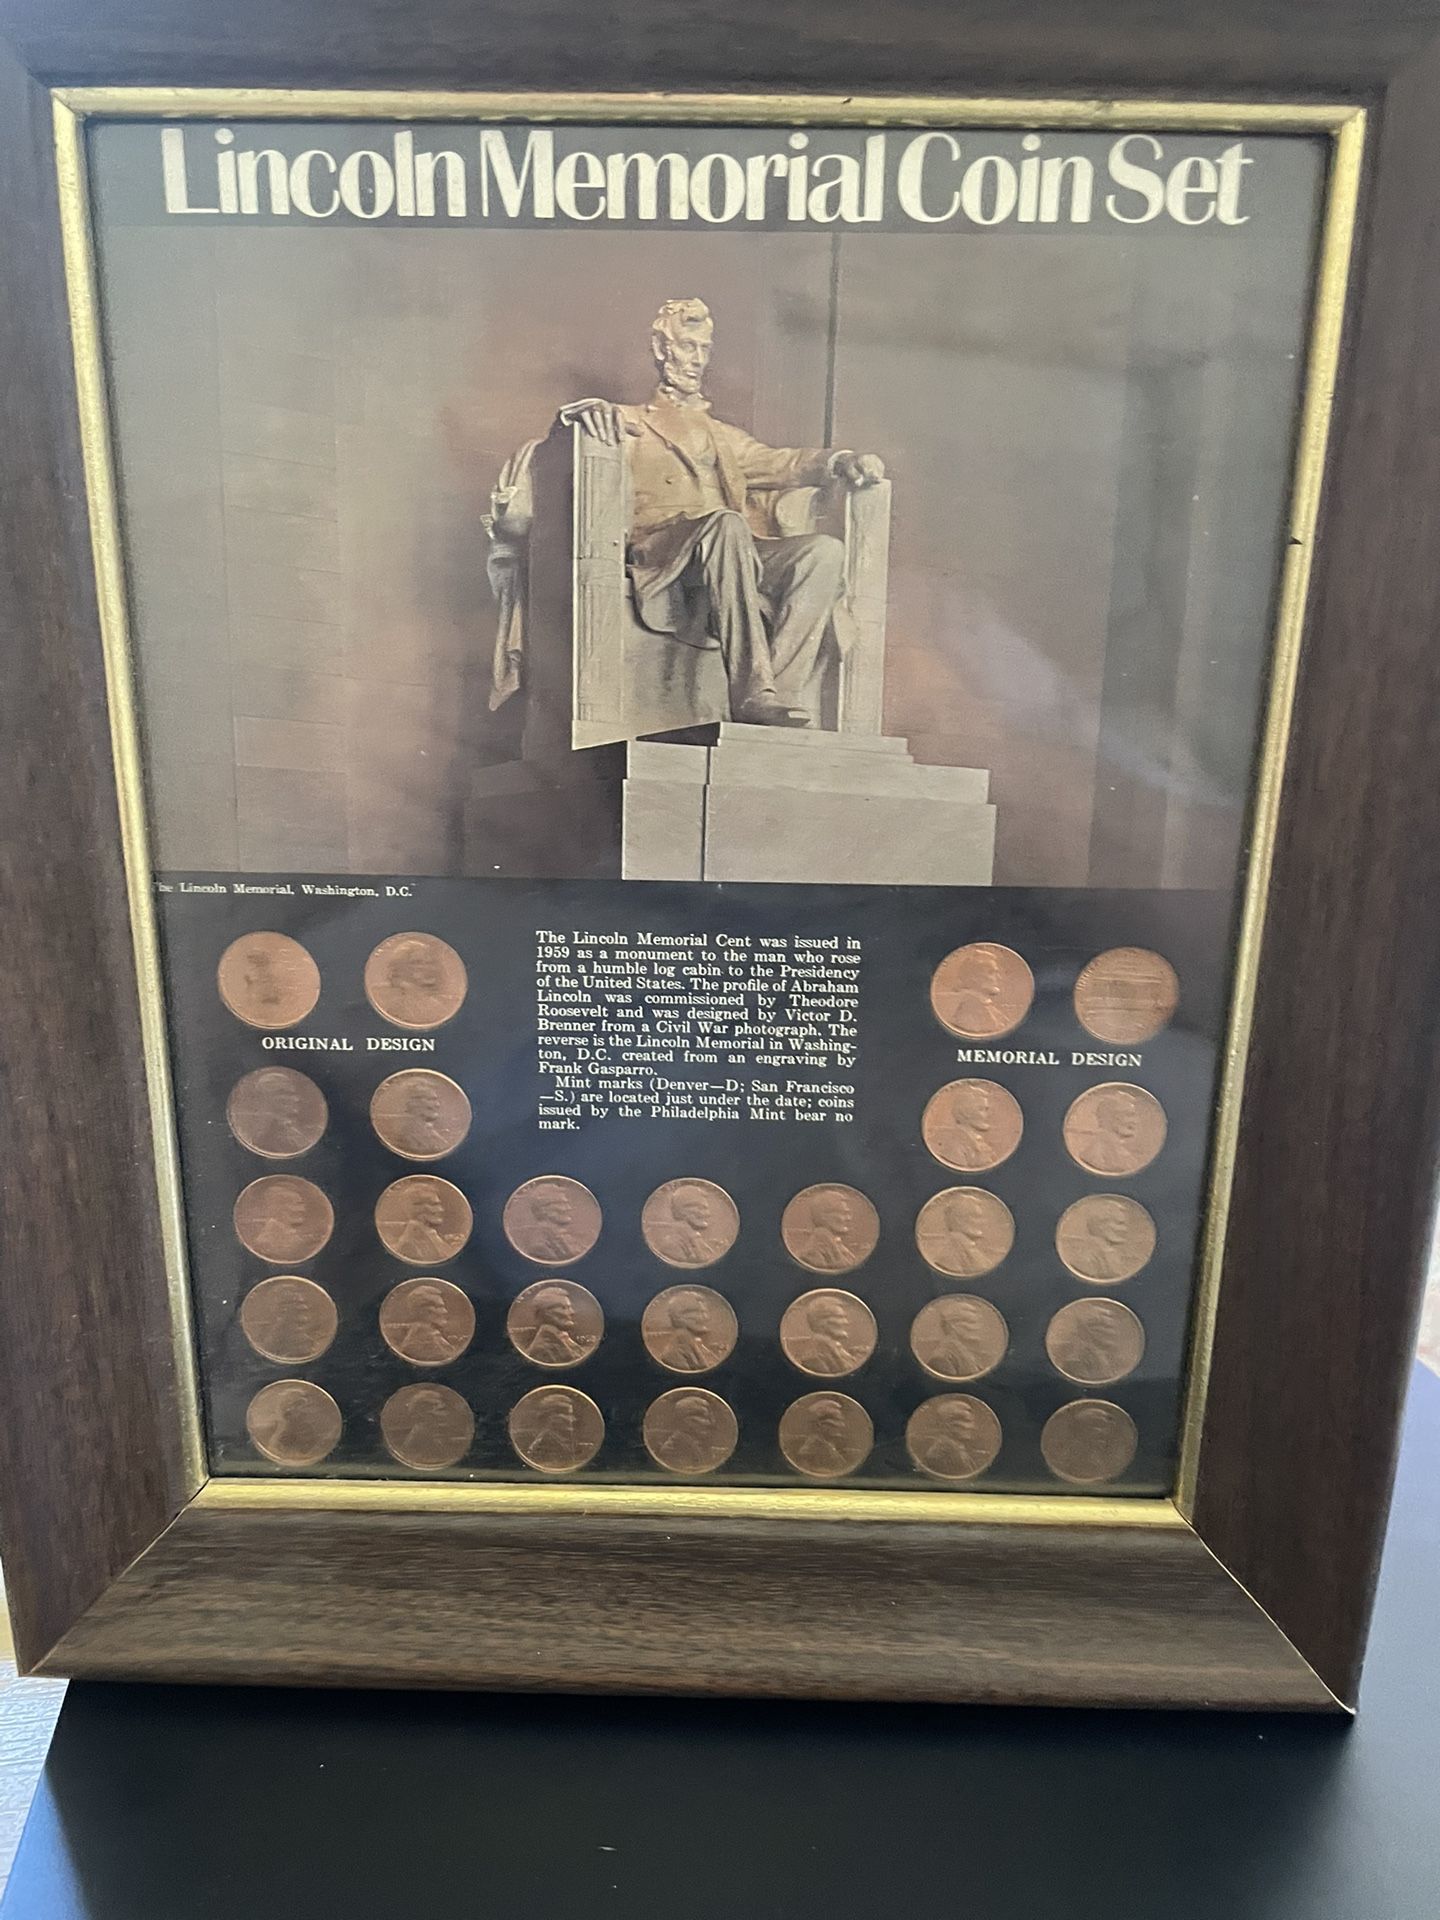 Lincoln Memorial Coin Set
he Lincoln Memorial, Washington, D.C.
The Lincoln Memorial Cent was issued in
1959 as a monument to the man who rose
from a humble log cabin to the Presidency
of the United States. The profile of Abraham
Lincoln was commissioned by Theodore
Roosevelt and was designed by Victor D.
Brenner from a Civil War photograph. The
reverse is the Lincoln Memorial in Washing-
ton, D.C. created from an engraving by
Frank Gasparro.
Mint marks (Denver—D; San Francisco
—S.) are located just under the date; coins
issued by the Philadelphia Mint bear no
mark.
ORIGINAL DESIGN
MEMORIAL DESIGN